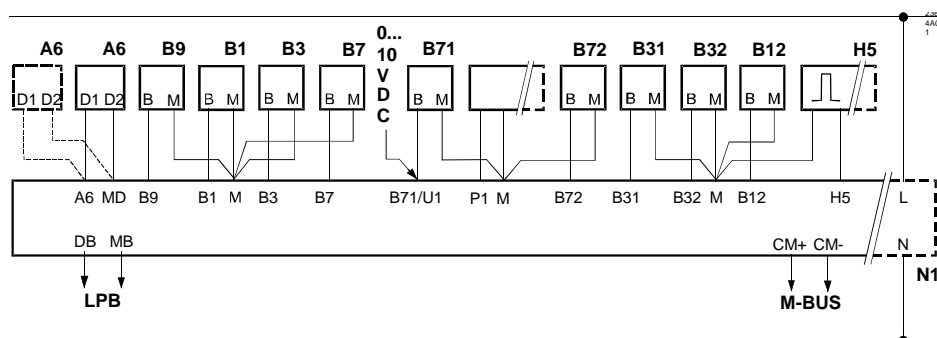 A6 A6 B9 B1 B3 B7 0... 10 V D C B71 B72 B31 B32 B12 H5
D1 D2 D1 D2 B M B M B M B M B M B M B M B M B M
A6 MD B9 B1 M B3 B7 B71/U1 P1 M B72 B31 B32 M B12 H5 L
DB MB CM+ CM- N
LPB M-BUS N1